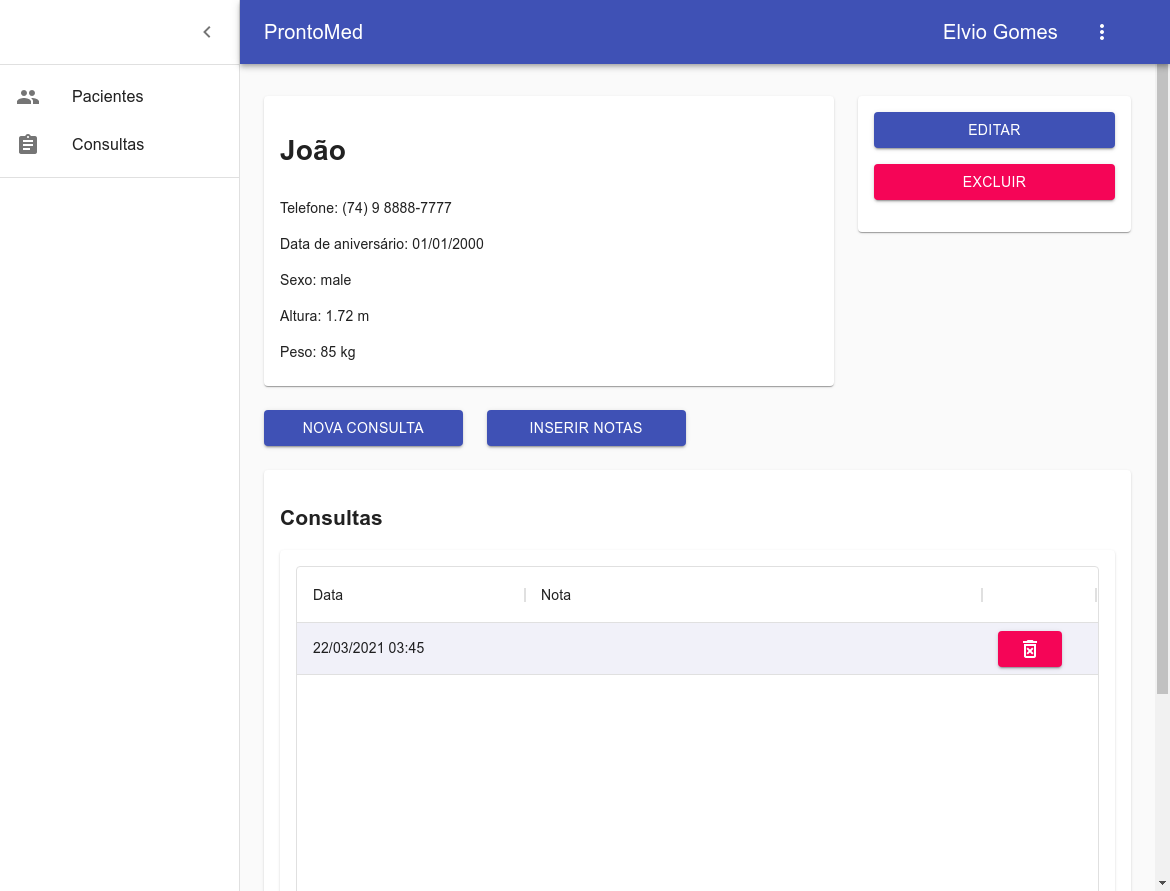 ProntoMed
Elvio Gomes
Pacientes
Consultas
João
Telefone: (74) 9 8888-7777
Data de aniversário: 01/01/2000
Sexo: male
Altura: 1.72 m
Peso: 85 kg
EDITAR
EXCLUIR
NOVA CONSULTA
INSERIR NOTAS
Consultas
Data Nota
22/03/2021 03:45